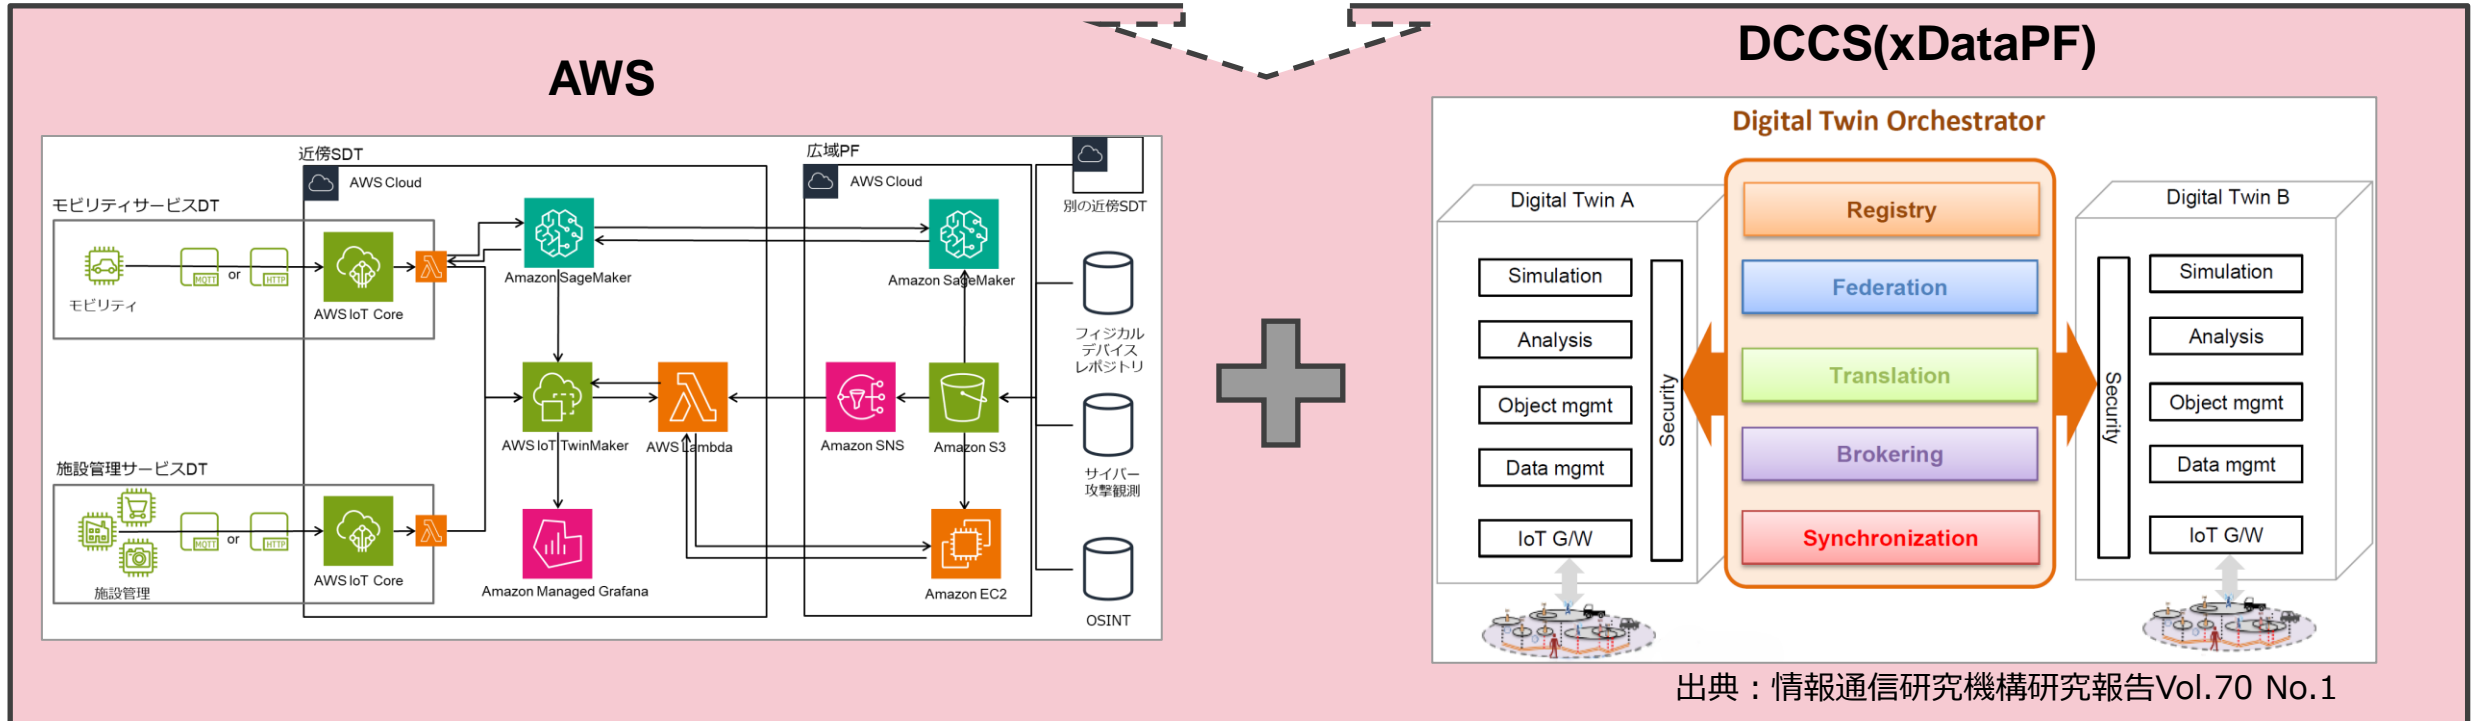 AWS
DCCS(xDataPF)
近傍SDT
AWS Cloud
広域PF
AWS Cloud
別の近傍SDT
モビリティサービスDT
モビリティ
MQTT
or
HTTP
AWS IoT Core
Amazon SageMaker
Amazon SageMaker
フィジカル
デバイス
レポジトリ
AWS IoT TwinMaker
AWS Lambda
Amazon SNS
Amazon S3
サイバー
攻撃観測
施設管理サービスDT
施設管理
MQTT
or
HTTP
AWS IoT Core
Amazon Managed Grafana
Amazon EC2
OSINT
Digital Twin Orchestrator
Digital Twin A
Simulation
Analysis
Object mgmt
Data mgmt
IoT G/W
Security
Registry
Federation
Translation
Brokering
Synchronization
Digital Twin B
Security
Simulation
Analysis
Object mgmt
Data mgmt
IoT G/W
出典：情報通信研究機構研究報告Vol.70 No.1